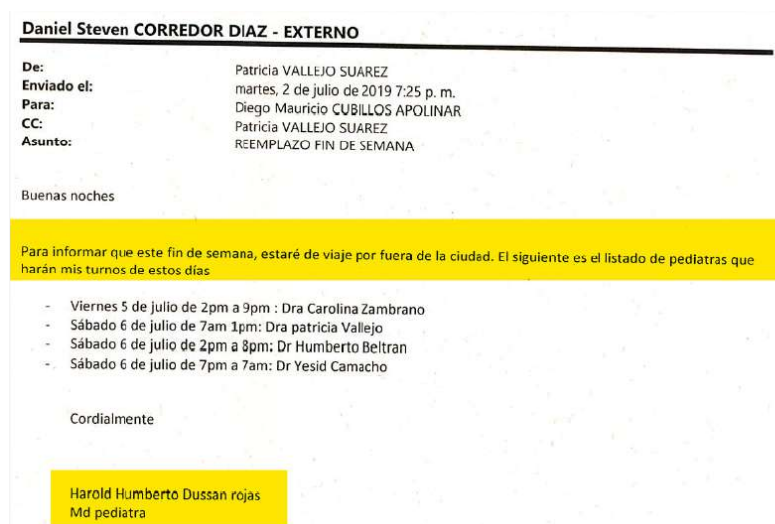 Daniel Steven CORREDOR DIAZ - EXTERNO
De: Patricia VALLEJO SUAREZ
Enviado el: martes, 2 de julio de 2019 7:25 p. m.
Para: Diego Mauricio CUBILLOS APOLINAR
CC: Patricia VALLEJO SUAREZ
Asunto: REEMPLAZO FIN DE SEMANA
Buenas noches
Para informar que este fin de semana, estaré de viaje por fuera de la ciudad. El siguiente es el listado de pediatras que
harán mis turnos de estos días
- Viernes 5 de julio de 2pm a 9pm : Dra Carolina Zambrano
- Sábado 6 de julio de 7am 1pm: Dra patricia Vallejo
- Sábado 6 de julio de 2pm a 8pm: Dr Humberto Beltran
- Sábado 6 de julio de 7pm a 7am: Dr Yesid Camacho
Cordialmente
Harold Humberto Dussan rojas
Md pediatra